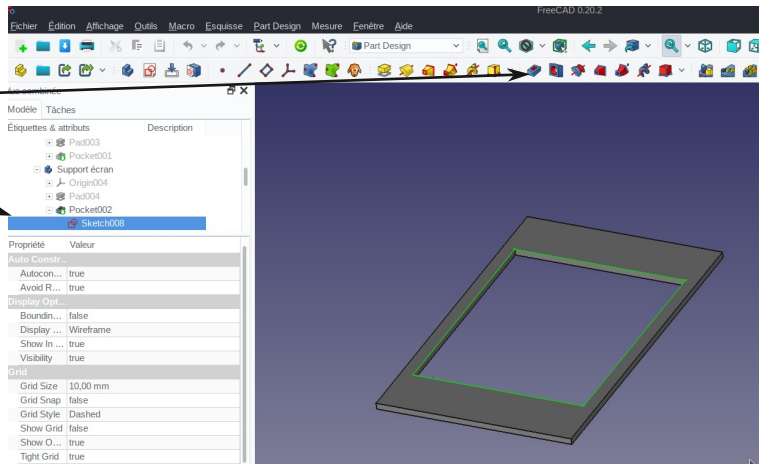 FreeCAD 0.20.2
Fichier Édition Affichage Outils Macro Esquisse Part Design Mesure Fenêtre Aide
Part Design
Modèle Tâches
Étiquettes & attributs Description
Pad003
Pocket001
Support écran
Origin004
Pad004
Pocket002
Sketch008
Propriété Valeur
Auto Constr...
Autocon... true
Avoid R... true
Display Opt...
Boundin... false
Display ... Wireframe
Show In ... true
Visibility true
Grid
Grid Size 10,00 mm
Grid Snap false
Grid Style Dashed
Show Grid false
Show O... true
Tight Grid true